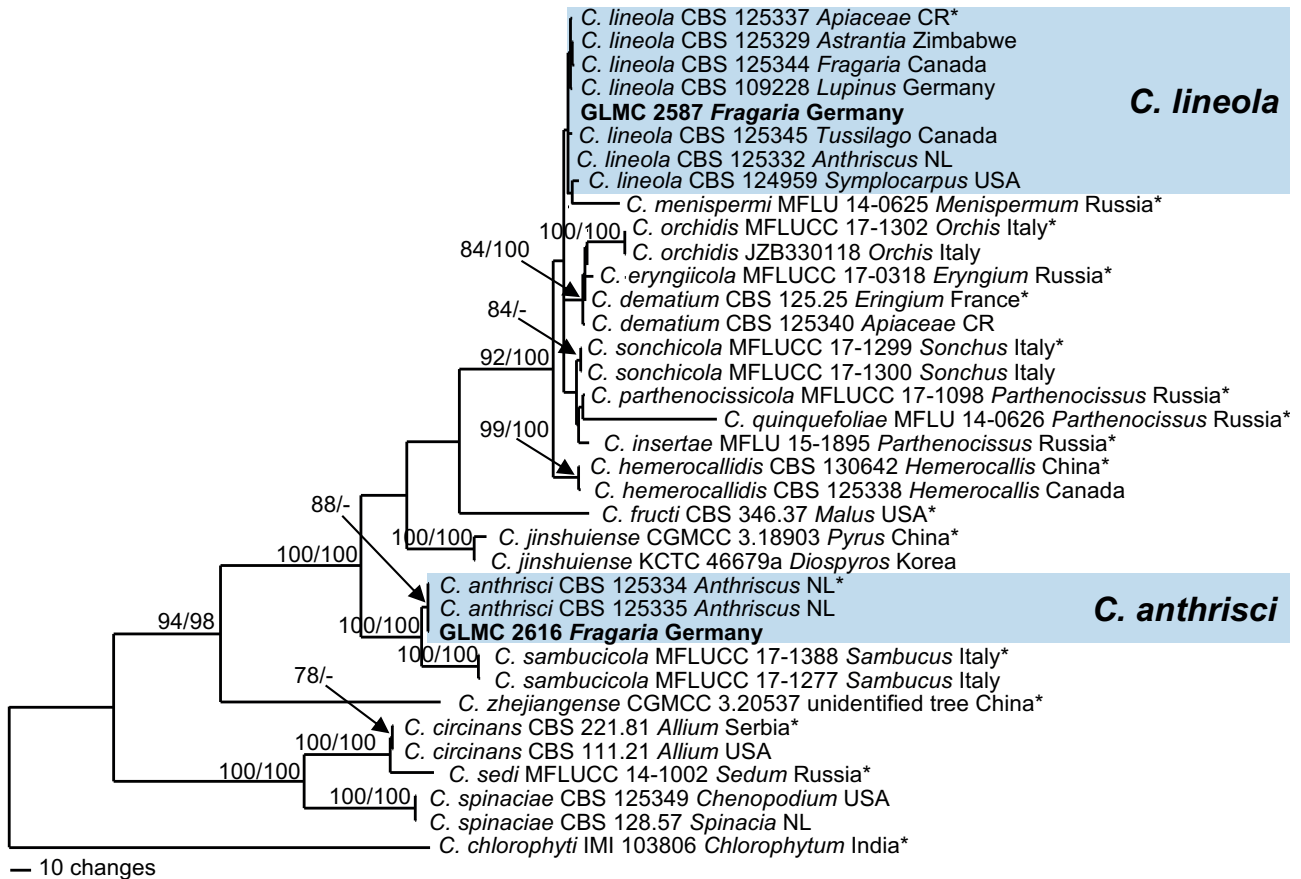 C. lineola CBS 125337 Apiaceae CR*
C. lineola CBS 125329 Astrantia Zimbabwe
C. lineola CBS 125344 Fragaria Canada
C. lineola CBS 109228 Lupinus Germany
C. lineola
GLMC 2587 Fragaria Germany
C. lineola CBS 125345 Tussilago Canada
C. lineola CBS 125332 Anthriscus NL
C. lineola CBS 124959 Symplocarpus USA
C. menispermi MFLU 14-0625 Menispermum Russia*
100/100 C. orchidis MFLUCC 17-1302 Orchis Italy*
84/100 C. orchidis JZB330118 Orchis Italy
C. eryngiicola MFLUCC 17-0318 Eryngium Russia*
C. dematium CBS 125.25 Eringium France*
84/-
C. dematium CBS 125340 Apiaceae CR
C. sonchicola MFLUCC 17-1299 Sonchus Italy*
92/100
C. sonchicola MFLUCC 17-1300 Sonchus Italy
C. parthenocissicola MFLUCC 17-1098 Parthenocissus Russia*
C. quinquefoliae MFLU 14-0626 Parthenocissus Russia*
99/100
C. insertae MFLU 15-1895 Parthenocissus Russia*
C. hemerocallidis CBS 130642 Hemerocallis China*
C. hemerocallidis CBS 125338 Hemerocallis Canada
88/-
C. fructi CBS 346.37 Malus USA*
100/100 C. jinshuiense CGMCC 3.18903 Pyrus China*
100/100
C. jinshuiense KCTC 46679a Diospyros Korea
C. anthrisci CBS 125334 Anthriscus NL*
C. anthrisci CBS 125335 Anthriscus NL
C. anthrisci
94/98
100/100 GLMC 2616 Fragaria Germany
100/100 C. sambucicola MFLUCC 17-1388 Sambucus Italy*
78/-
C. sambucicola MFLUCC 17-1277 Sambucus Italy
C. zhejiangense CGMCC 3.20537 unidentified tree China*
C. circinans CBS 221.81 Allium Serbia*
100/100
C. circinans CBS 111.21 Allium USA
100/100
C. sedi MFLUCC 14-1002 Sedum Russia*
100/100 C. spinaciae CBS 125349 Chenopodium USA
C. spinaciae CBS 128.57 Spinacia NL
C. chlorophyti IMI 103806 Chlorophytum India*
10 changes